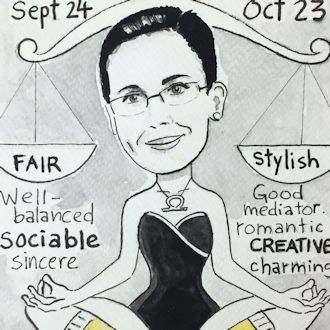 Sept 24
Oct 23
FAIR
Stylish
Well-
balanced
Sociable
sincere
Good
mediator.
romantic
CREATIVE
charming